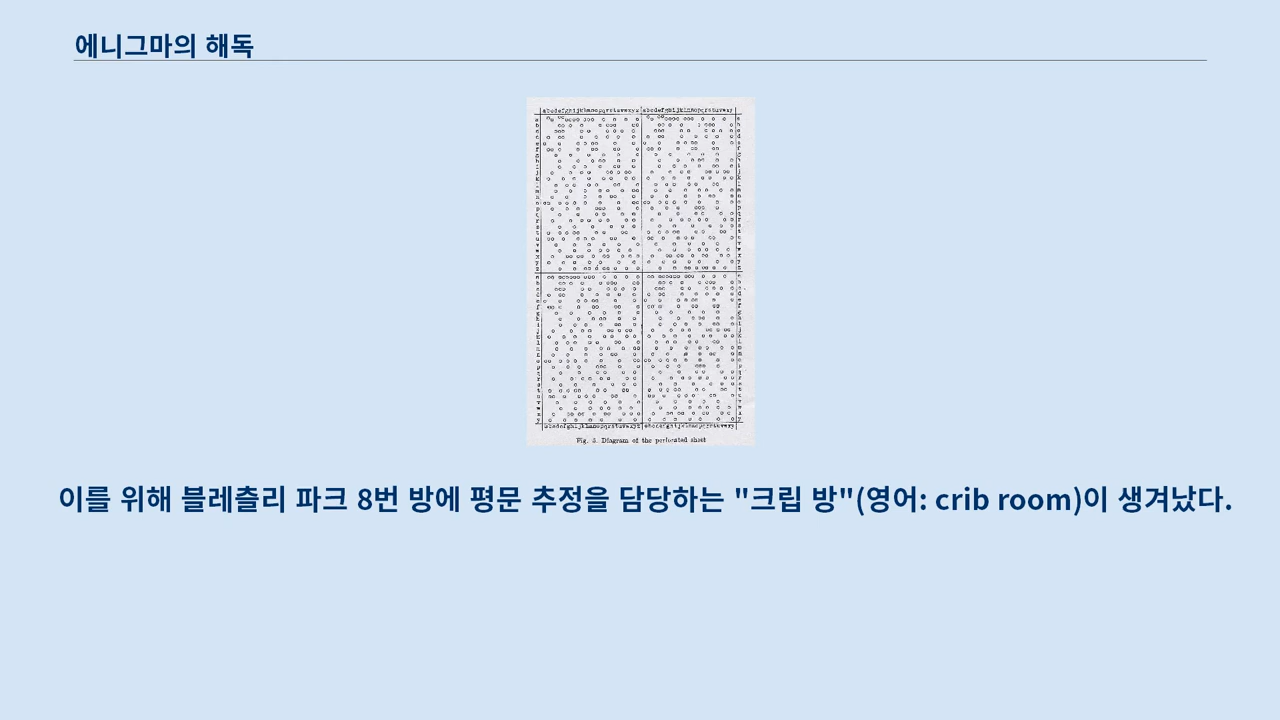 에니그마의 해독
Fig. 3. Diagram of the perforated sheet
이를 위해 블레츨리 파크 8번 방에 평문 추정을 담당하는 "크립 방"(영어: crib room)이 생겨났다.